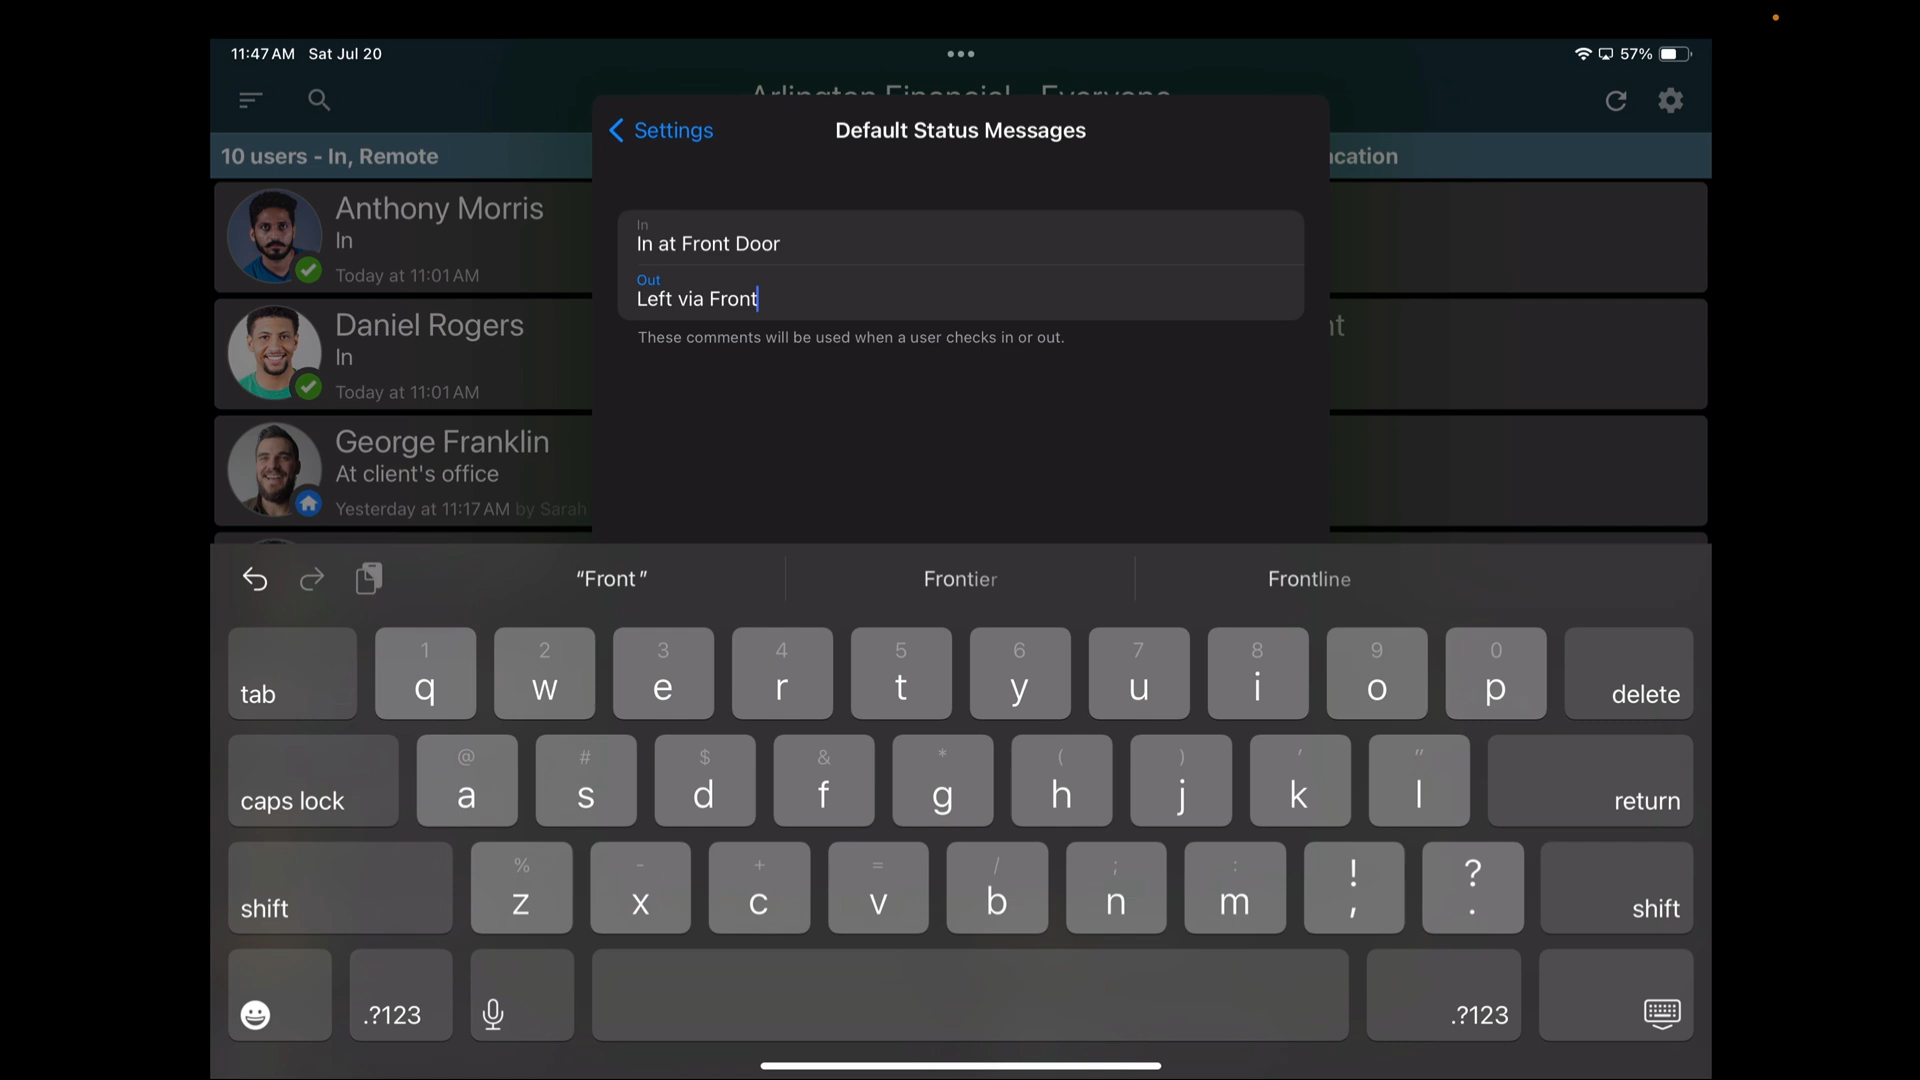 11:47 AM Sat Jul 20
57%
Arlington Financial - Everyone
Settings
Default Status Messages
10 users - In, Remote
cation
Anthony Morris
In
Today at 11:01 AM
In
In at Front Door
Out
Left via Front
These comments will be used when a user checks in or out.
Daniel Rogers
In
Today at 11:01 AM
nt
George Franklin
At client's office
Yesterday at 11:17 AM by Sarah
“Front” Frontier Frontline
1 2 3 4 5 6 7 8 9 0
tab q w e r t y u i o p delete
@ # $ & * ( ) ' "
caps lock a s d f g h j k l return
% - + = / ; : ! ?
shift z x c v b n m , . shift
.?123 .?123